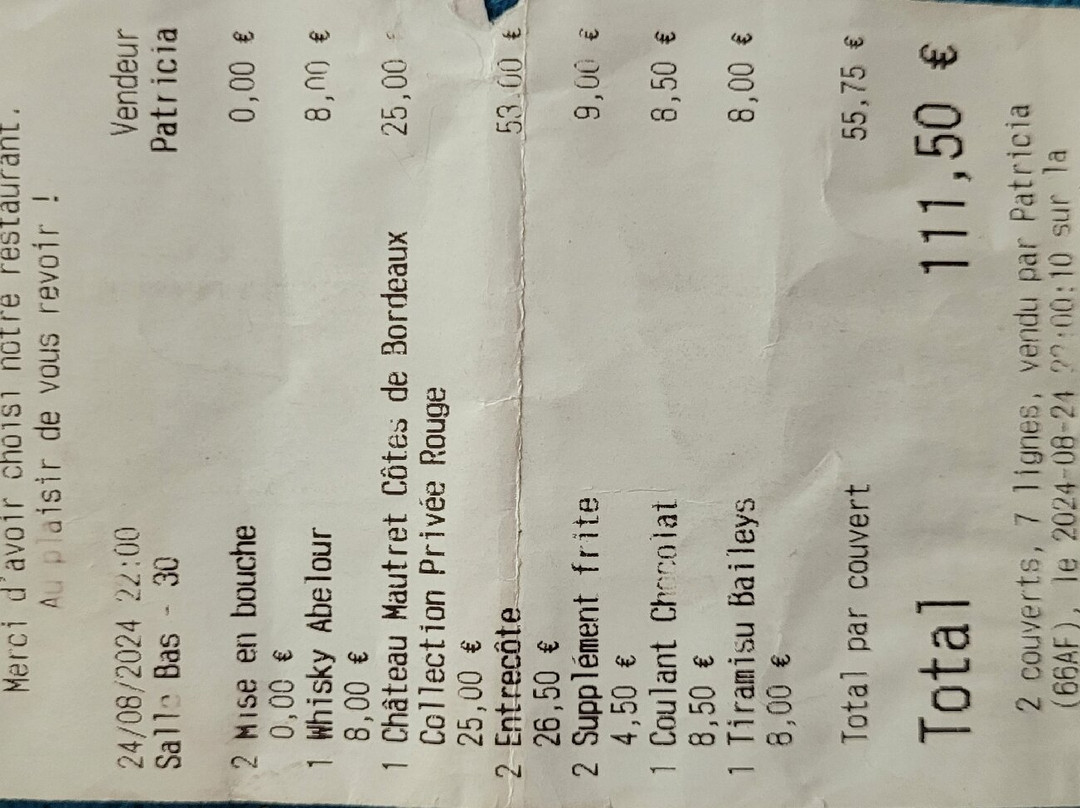 Merci d'avoir choisi notre restaurant.
Au plaisir de vous revoir !
24/08/2024 22:00 Vendeur
Salle Bas - 30 Patricia
2 Mise en bouche 0,00 €
0,00 €
1 Whisky Abelour 8,00 €
8,00 €
1 Château Mautret Côtes de Bordeaux 25,00 €
Collection Privée Rouge
25,00 €
2 Entrecôte 53,00 €
26,50 €
2 Supplément frite 9,00 €
4,50 €
1 Coulant Chocolat 8,50 €
8,50 €
1 Tiramisu Baileys 8,00 €
8,00 €
Total par couvert 55,75 €
Total 111,50 €
2 couverts, 7 lignes, vendu par Patricia
(66AF), le 2024-08-24 22:00:10 sur la